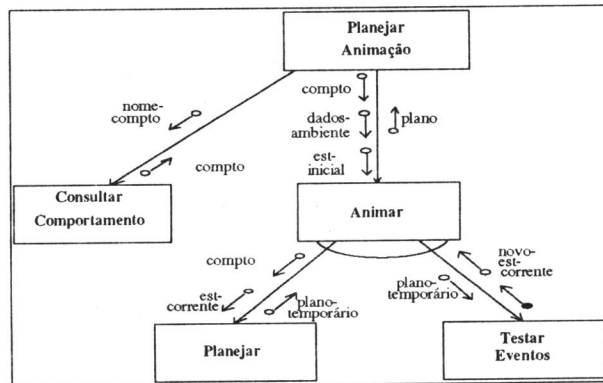 Planejar
Animação
compto
nome-
compto
dados-
ambiente
plano
compto
est-
inicial
Consultar
Comportamento
Animar
compto
novo-
est-
corrente
est-
corrente
plano-
temporário
plano-
temporário
Planejar
Testar
Eventos